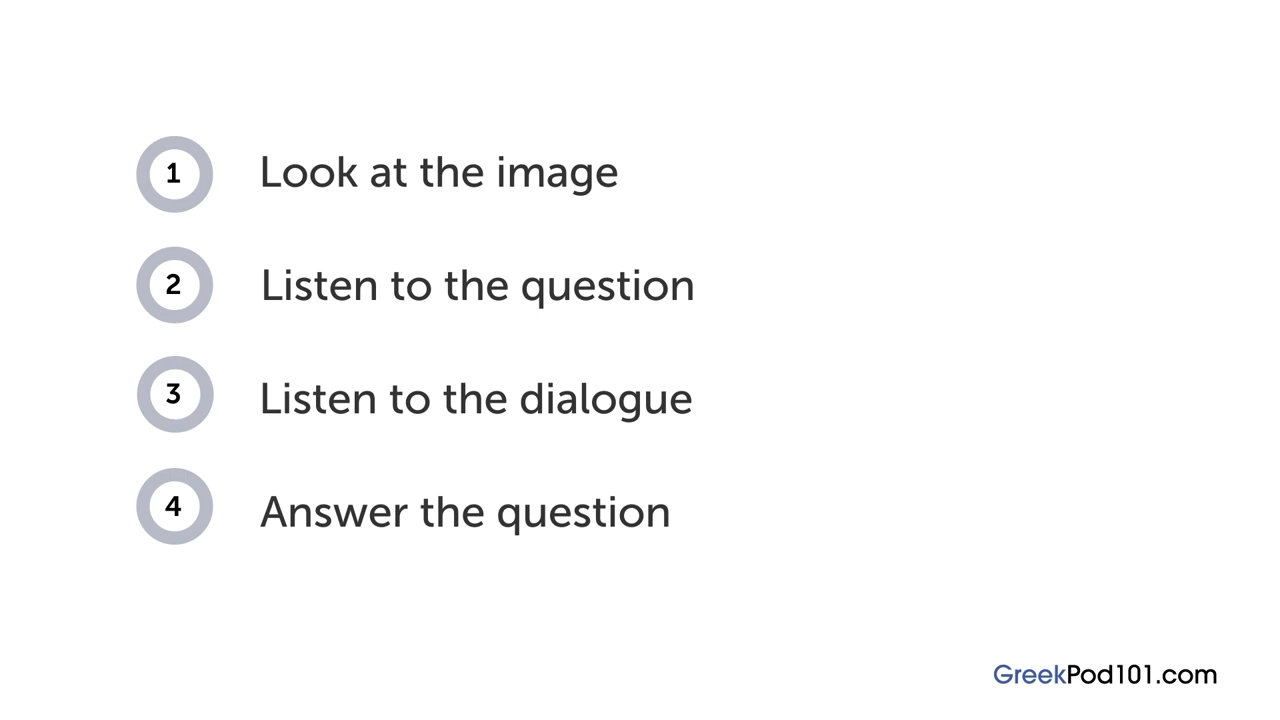 1 Look at the image
2 Listen to the question
3 Listen to the dialogue
4 Answer the question
GreekPod101.com